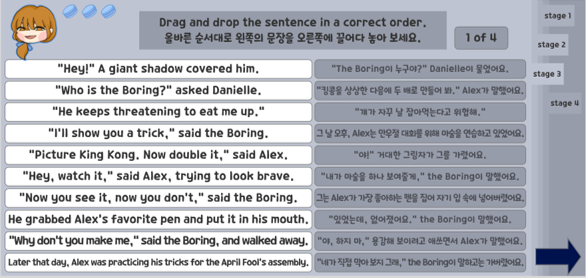 Drag and drop the sentence in a correct order.
올바른 순서대로 왼쪽의 문장을 오른쪽에 끌어다 놓아 보세요.
1 of 4
stage 1
stage 2
stage 3
stage 4
"Hey!" A giant shadow covered him.
"Who is the Boring?" asked Danielle.
"He keeps threatening to eat me up."
"I'll show you a trick," said the Boring.
"Picture King Kong. Now double it," said Alex.
"Hey, watch it," said Alex, trying to look brave.
"Now you see it, now you don't," said the Boring.
He grabbed Alex's favorite pen and put it in his mouth.
"Why don't you make me," said the Boring, and walked away.
Later that day, Alex was practicing his tricks for the April Fool's assembly.
"The Boring이 누구야?" Danielle이 물었어요.
"킹콩을 상상한 다음에 두 배로 만들어 봐." Alex가 말했어요.
"걔가 자꾸 날 잡아먹는다고 위협해."
그 날 오후, Alex는 만우절 대회를 위해 마술을 연습하고 있었어요.
"야!" 거대한 그림자가 그를 가렸어요.
"내가 마술을 하나 보여줄게." the Boring이 말했어요.
그는 Alex가 가장 좋아하는 펜을 집어 자기 입 속에 넣어버렸어요.
"있었는데, 없어졌어요." the Boring이 말했어요.
"야, 하지 마." 용감해 보이려고 애쓰면서 Alex가 말했어요.
"네가 직접 막아 보지 그래," the Boring이 말하고는 가버렸어요.